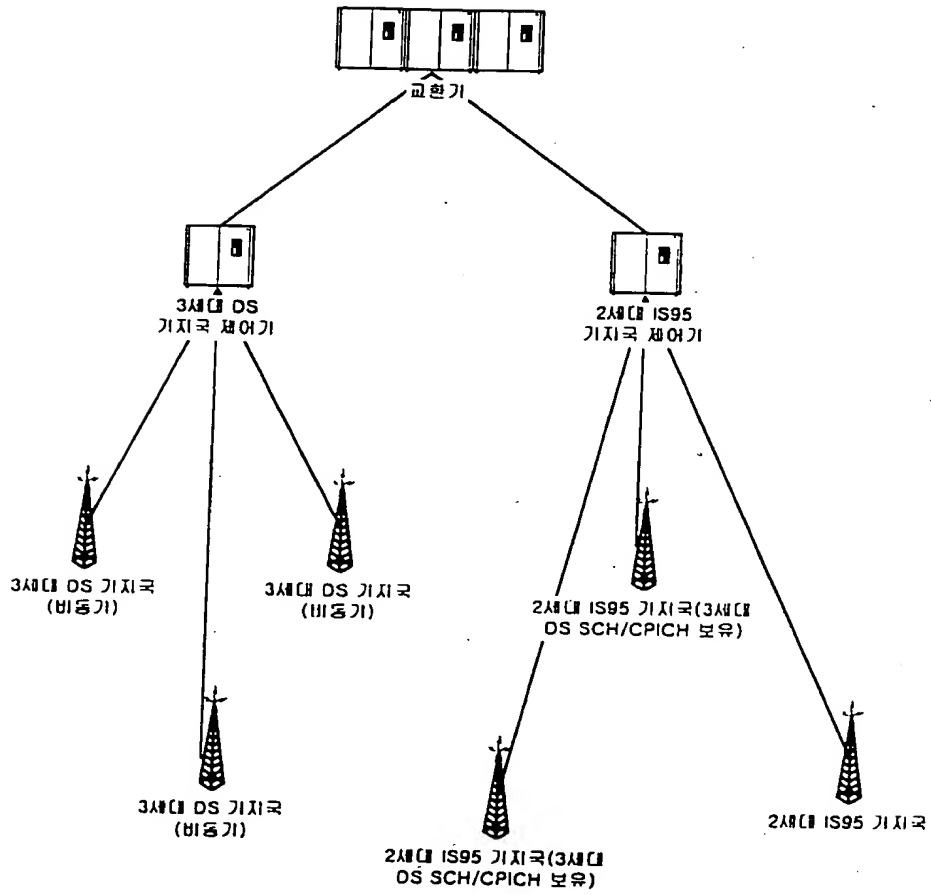 교환기
3세대 DS
기지국 제어기
2세대 IS95
기지국 제어기
3세대 DS 기지국
(비동기)
3세대 DS 기지국
(비동기)
2세대 IS95 기지국(3세대
DS SCH/CPICH 보유)
3세대 DS 기지국
(비동기)
2세대 IS95 기지국(3세대
DS SCH/CPICH 보유)
2세대 IS95 기지국